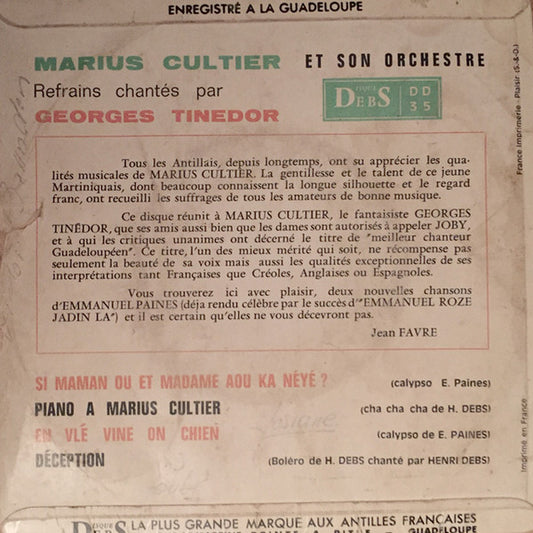 ENREGISTRÉ A LA GUADELOUPE
MARIUS CULTIER ET SON ORCHESTRE
Refrains chantés par
GEORGES TINEDOR
DISQUE DEBS DD 35
France Imprimerie - Plaisir (S.-&-O.)
Tous les Antillais, depuis longtemps, ont su apprécier les qua-
lités musicales de MARIUS CULTIER. La gentillesse et le talent de ce jeune
Martiniquais, dont beaucoup connaissent la longue silhouette et le regard
franc, ont recueilli les suffrages de tous les amateurs de bonne musique.
Ce disque réunit à MARIUS CULTIER, le fantaisiste GEORGES
TINÉDOR, que ses amis aussi bien que les dames sont autorisés à appeler JOBY,
et à qui les critiques unanimes ont décerné le titre de "meilleur chanteur
Guadeloupéen". Ce titre, l'un des mieux mérité qui soit, ne récompense pas
seulement la beauté de sa voix mais aussi les qualités exceptionnelles de ses
interprétations tant Françaises que Créoles, Anglaises ou Espagnoles.
Vous trouverez ici avec plaisir, deux nouvelles chansons
d'EMMANUEL PAINES (déja rendu célèbre par le succès d'"EMMANUEL ROZE
JADIN LA") et il est certain qu'elles ne vous décevront pas.
Jean FAVRE
SI MAMAN OU ET MADAME AOU KA NÉYÉ ? (calypso E. Paines)
PIANO A MARIUS CULTIER (cha cha cha de H. DEBS)
EN VLÉ VINE ON CHIEN (calypso de E. PAINES)
DÉCEPTION (Boléro de H. DEBS chanté par HENRI DEBS)
Imprimé en France
DISQUES DEBS LA PLUS GRANDE MARQUE AUX ANTILLES FRANÇAISES
GUADELOUPE